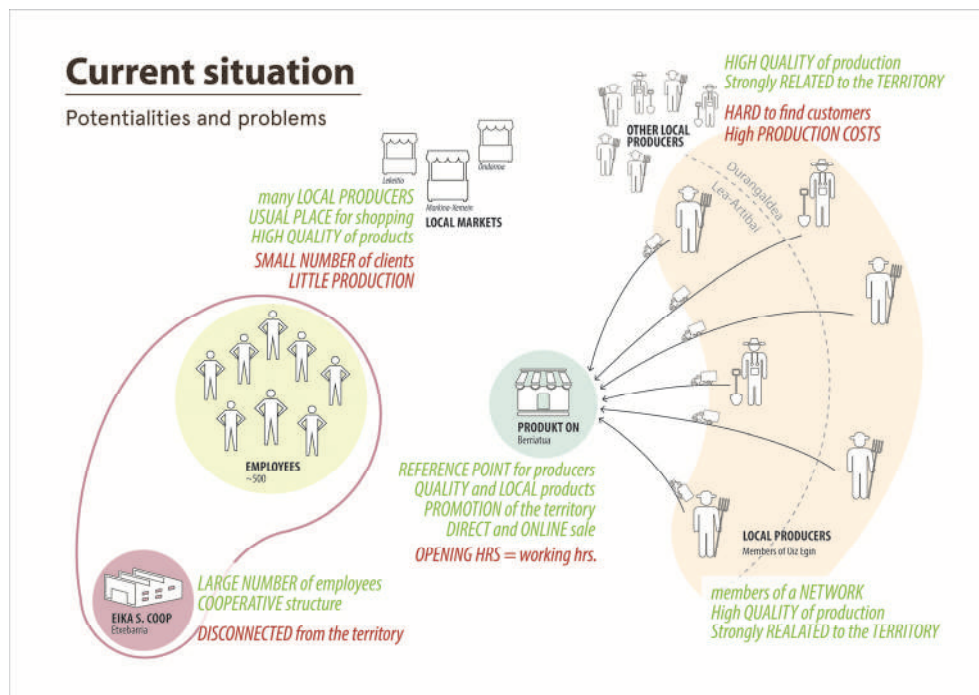 Current situation
Potentialities and problems
HIGH QUALITY of production
Strongly RELATED to the TERRITORY
HARD to find customers
High PRODUCTION COSTS
OTHER LOCAL
PRODUCERS
Durangaldea
Lea-Artibai
Lekeitio
Ondarroa
Markina-Xemein
LOCAL MARKETS
many LOCAL PRODUCERS
USUAL PLACE for shopping
HIGH QUALITY of products
SMALL NUMBER of clients
LITTLE PRODUCTION
EMPLOYEES
~500
PRODUKT ON
Berriatua
REFERENCE POINT for producers
QUALITY and LOCAL products
PROMOTION of the territory
DIRECT and ONLINE sale
OPENING HRS = working hrs.
LOCAL PRODUCERS
Members of Urz Egin
EIKA S. COOP
Etxebarria
LARGE NUMBER of employees
COOPERATIVE structure
DISCONNECTED from the territory
members of a NETWORK
High QUALITY of production
Strongly REALATED to the TERRITORY